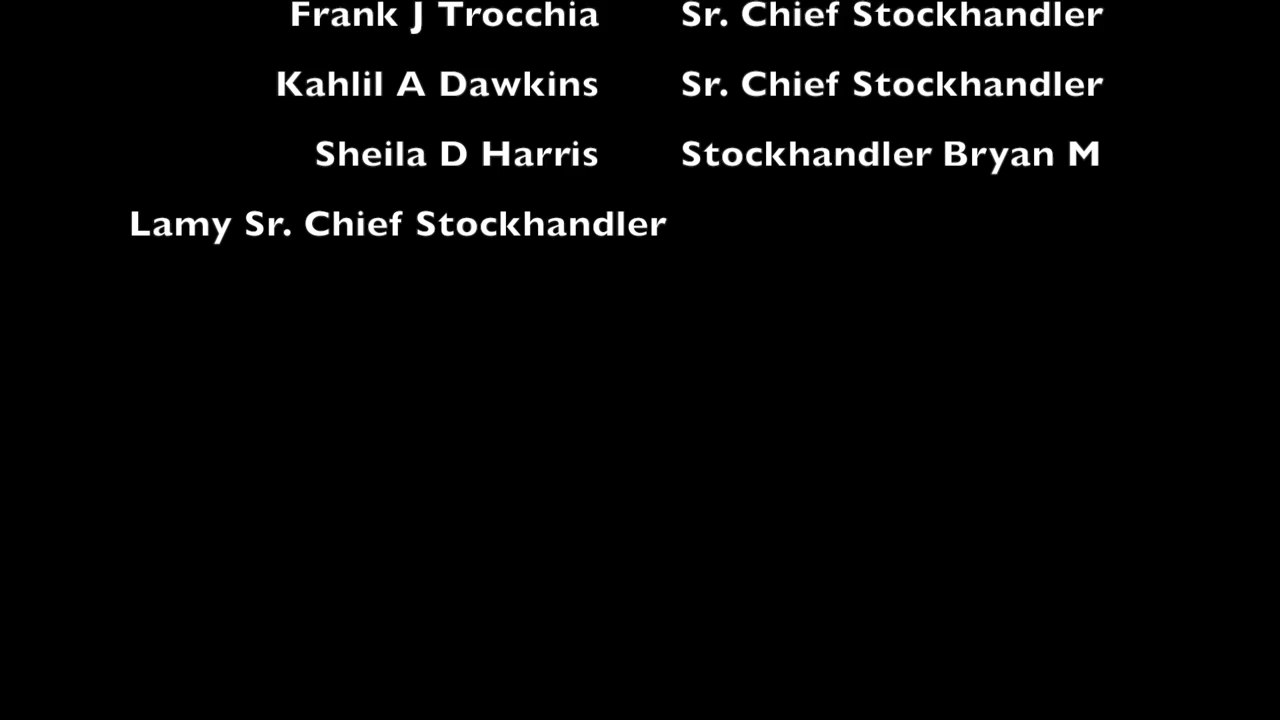 Frank J Trocchia Sr. Chief Stockhandler
Kahlil A Dawkins Sr. Chief Stockhandler
Sheila D Harris Stockhandler Bryan M
Lamy Sr. Chief Stockhandler